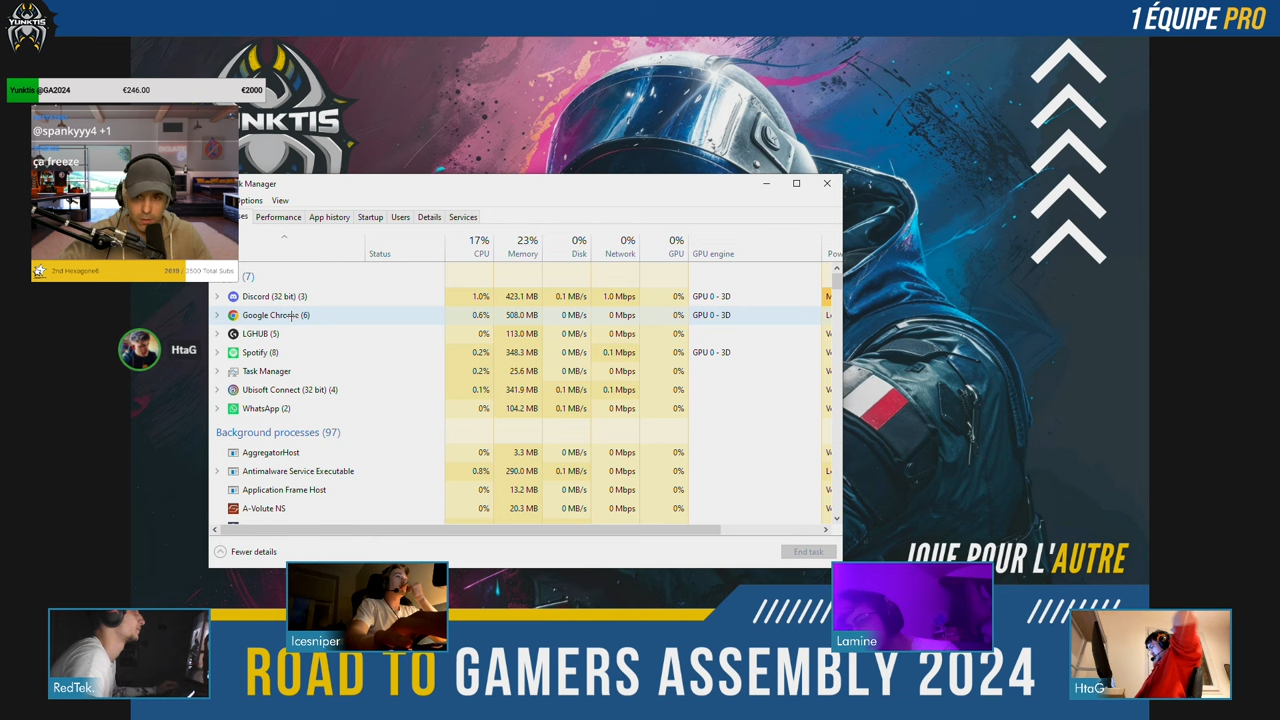 YUNKTIS
1 ÉQUIPE PRO
Yunktis @GA2024 €246.00 €2000
@spankyyy4 +1
ça freeze
2nd Hexagone6 2619 / 3500 Total Subs
NKTIS
k Manager
ptions View
ses Performance App history Startup Users Details Services
17% 23% 0% 0% 0%
Status CPU Memory Disk Network GPU GPU engine Po
(7)
Discord (32 bit) (3) 1.0% 423.1 MB 0.1 MB/s 1.0 Mbps 0% GPU 0 - 3D M
Google Chrome (6) 0.6% 508.0 MB 0 MB/s 0 Mbps 0% GPU 0 - 3D
LGHUB (5) 0% 113.0 MB 0 MB/s 0 Mbps 0%
Spotify (8) 0.2% 348.3 MB 0 MB/s 0.1 Mbps 0% GPU 0 - 3D
Task Manager 0.2% 25.6 MB 0 MB/s 0 Mbps 0%
Ubisoft Connect (32 bit) (4) 0.1% 341.9 MB 0.1 MB/s 0.1 Mbps 0%
WhatsApp (2) 0% 104.2 MB 0.1 MB/s 0 Mbps 0%
Background processes (97)
AggregatorHost 0% 3.3 MB 0 MB/s 0 Mbps 0%
Antimalware Service Executable 0.8% 290.0 MB 0.1 MB/s 0 Mbps 0%
Application Frame Host 0% 13.2 MB 0 MB/s 0 Mbps 0%
A-Volute NS 0% 20.3 MB 0 MB/s 0 Mbps 0%
Fewer details End task
HtaG
JOUE POUR L'AUTRE
RedTek.
Icesniper
Lamine
HtaG
ROAD TO GAMERS ASSEMBLY 2024